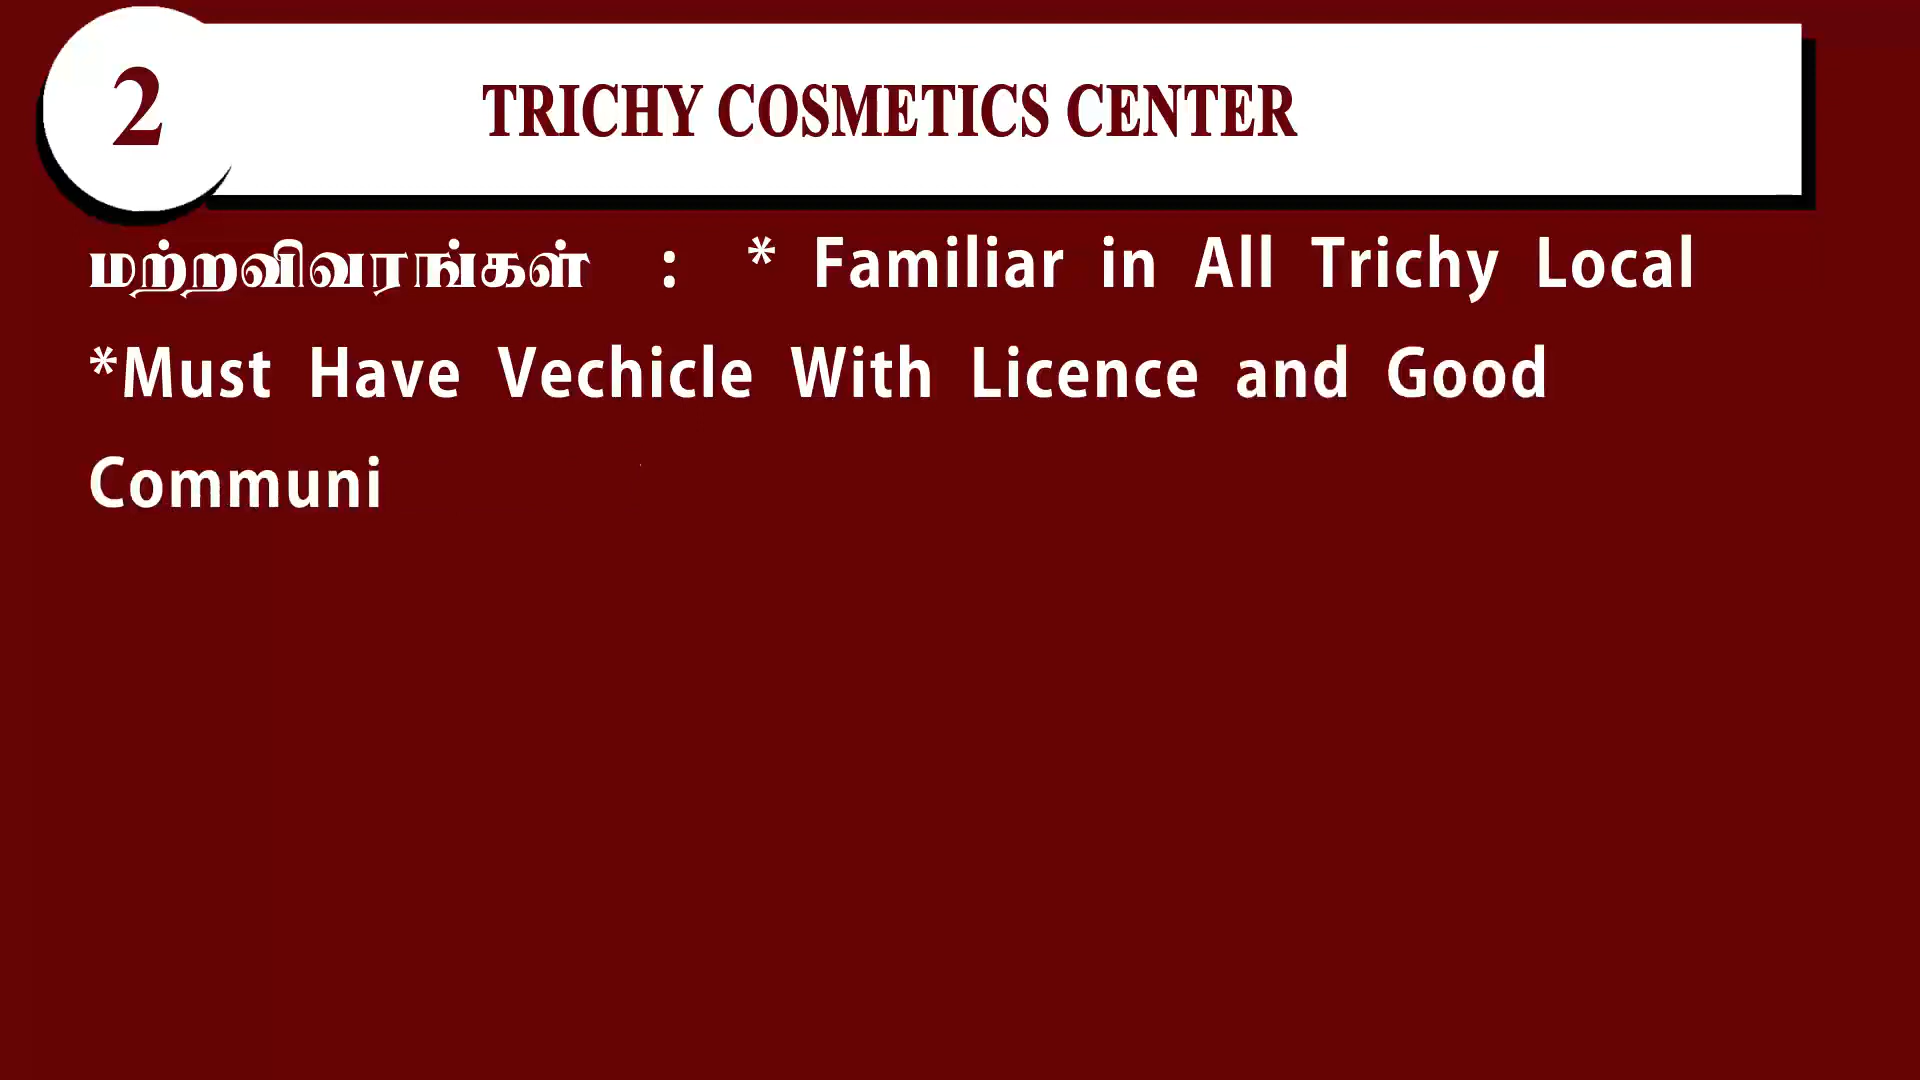 2 TRICHY COSMETICS CENTER
மற்றவிவரங்கள் : * Familiar in All Trichy Local
*Must Have Vechicle With Licence and Good
Communi